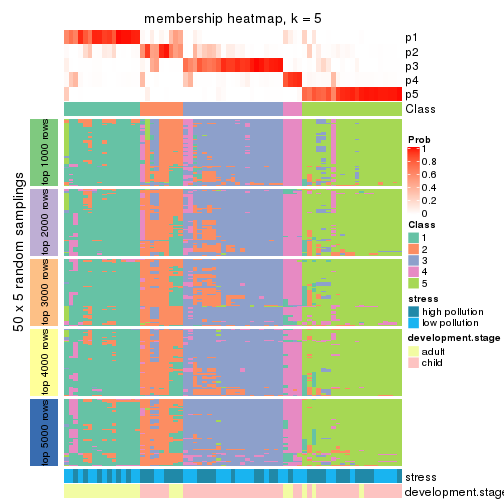 membership heatmap, k = 5
p1
p2
p3
p4
p5
Class
50 x 5 random samplings
top 1000 rows
top 2000 rows
top 3000 rows
top 4000 rows
top 5000 rows
stress
development.stage
Prob
1
0.8
0.6
0.4
0.2
0
Class
1
2
3
4
5
stress
high pollution
low pollution
development.stage
adult
child